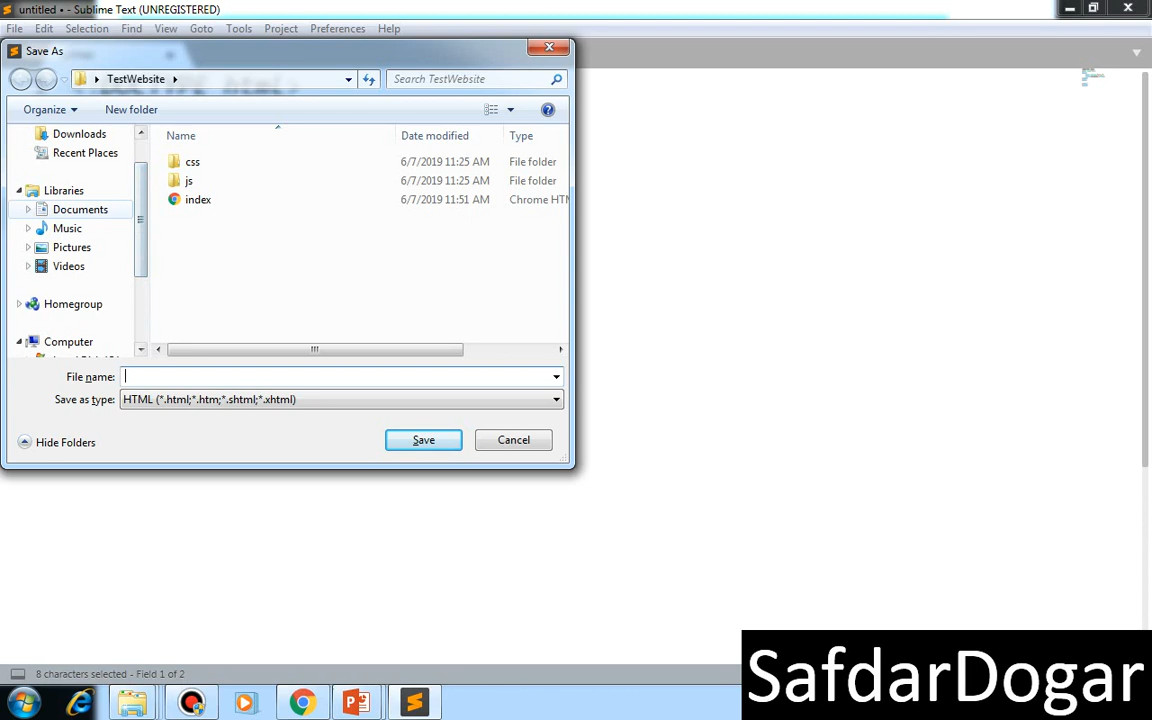 untitled • - Sublime Text (UNREGISTERED)
File Edit Selection Find View Goto Tools Project Preferences Help
Save As
TestWebsite
Search TestWebsite
Organize New folder
Name Date modified Type
Downloads
Recent Places
Libraries
Documents
Music
Pictures
Videos
Homegroup
Computer
css 6/7/2019 11:25 AM File folder
js 6/7/2019 11:25 AM File folder
index 6/7/2019 11:51 AM Chrome HTM
File name:
Save as type: HTML (*.html;*.htm;*.shtml;*.xhtml)
Hide Folders Save Cancel
8 characters selected - Field 1 of 2
SafdarDogar